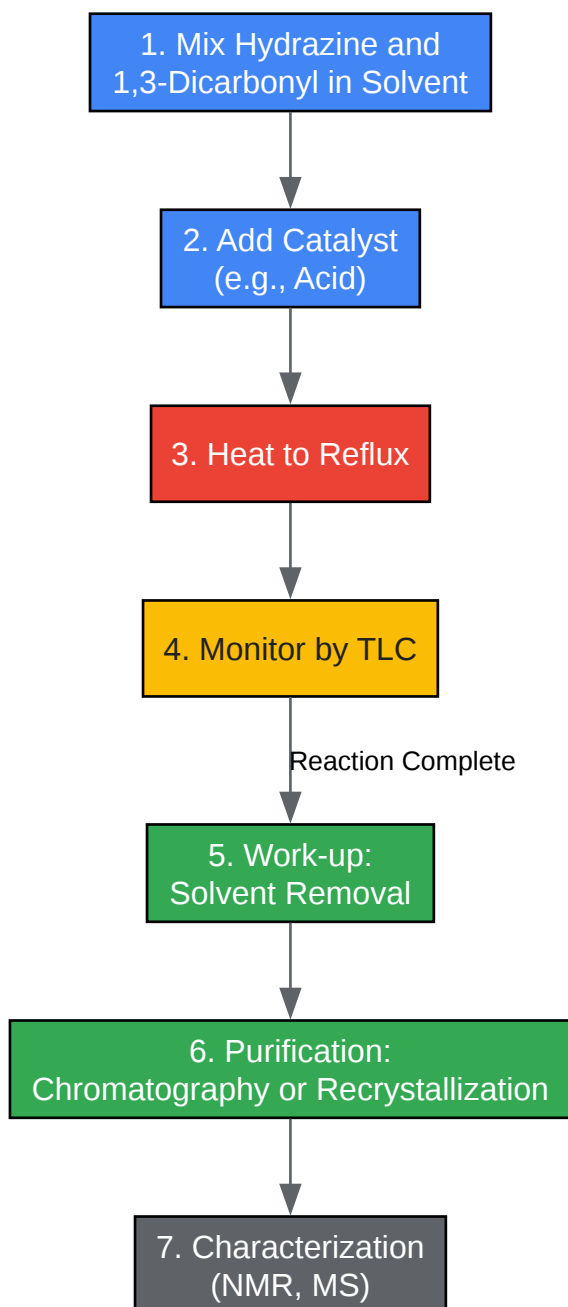 1. Mix Hydrazine and
1,3-Dicarbonyl in Solvent
2. Add Catalyst
(e.g., Acid)
3. Heat to Reflux
4. Monitor by TLC
Reaction Complete
5. Work-up:
Solvent Removal
6. Purification:
Chromatography or Recrystallization
7. Characterization
(NMR, MS)